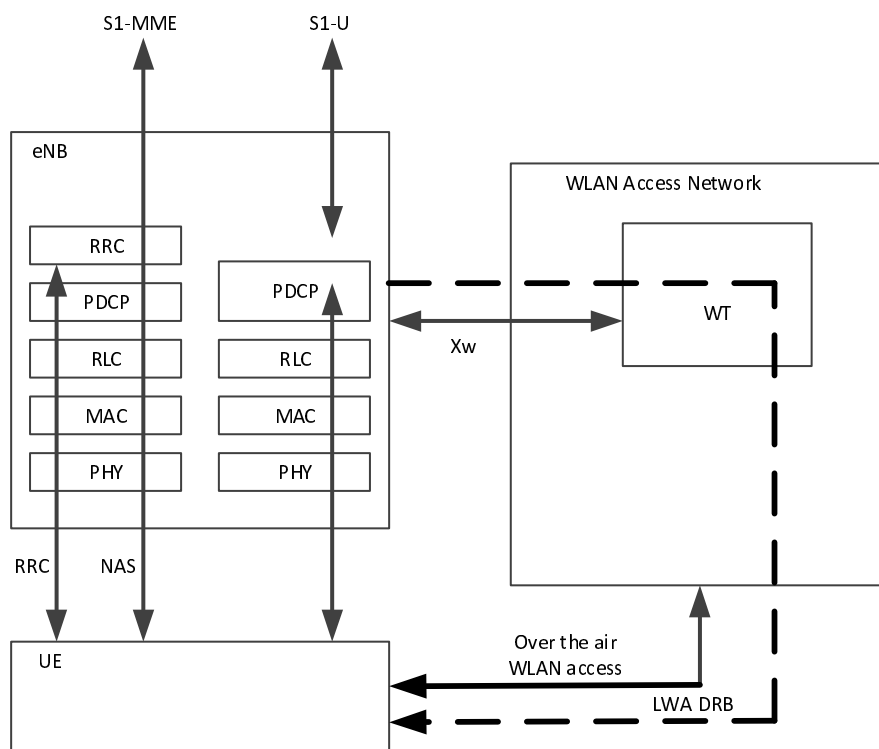 S1-MME
S1-U
eNB
WLAN Access Network
RRC
PDCP
PDCP
WT
Xw
RLC
RLC
MAC
MAC
PHY
PHY
RRC
NAS
UE
Over the air
WLAN access
LWA DRB